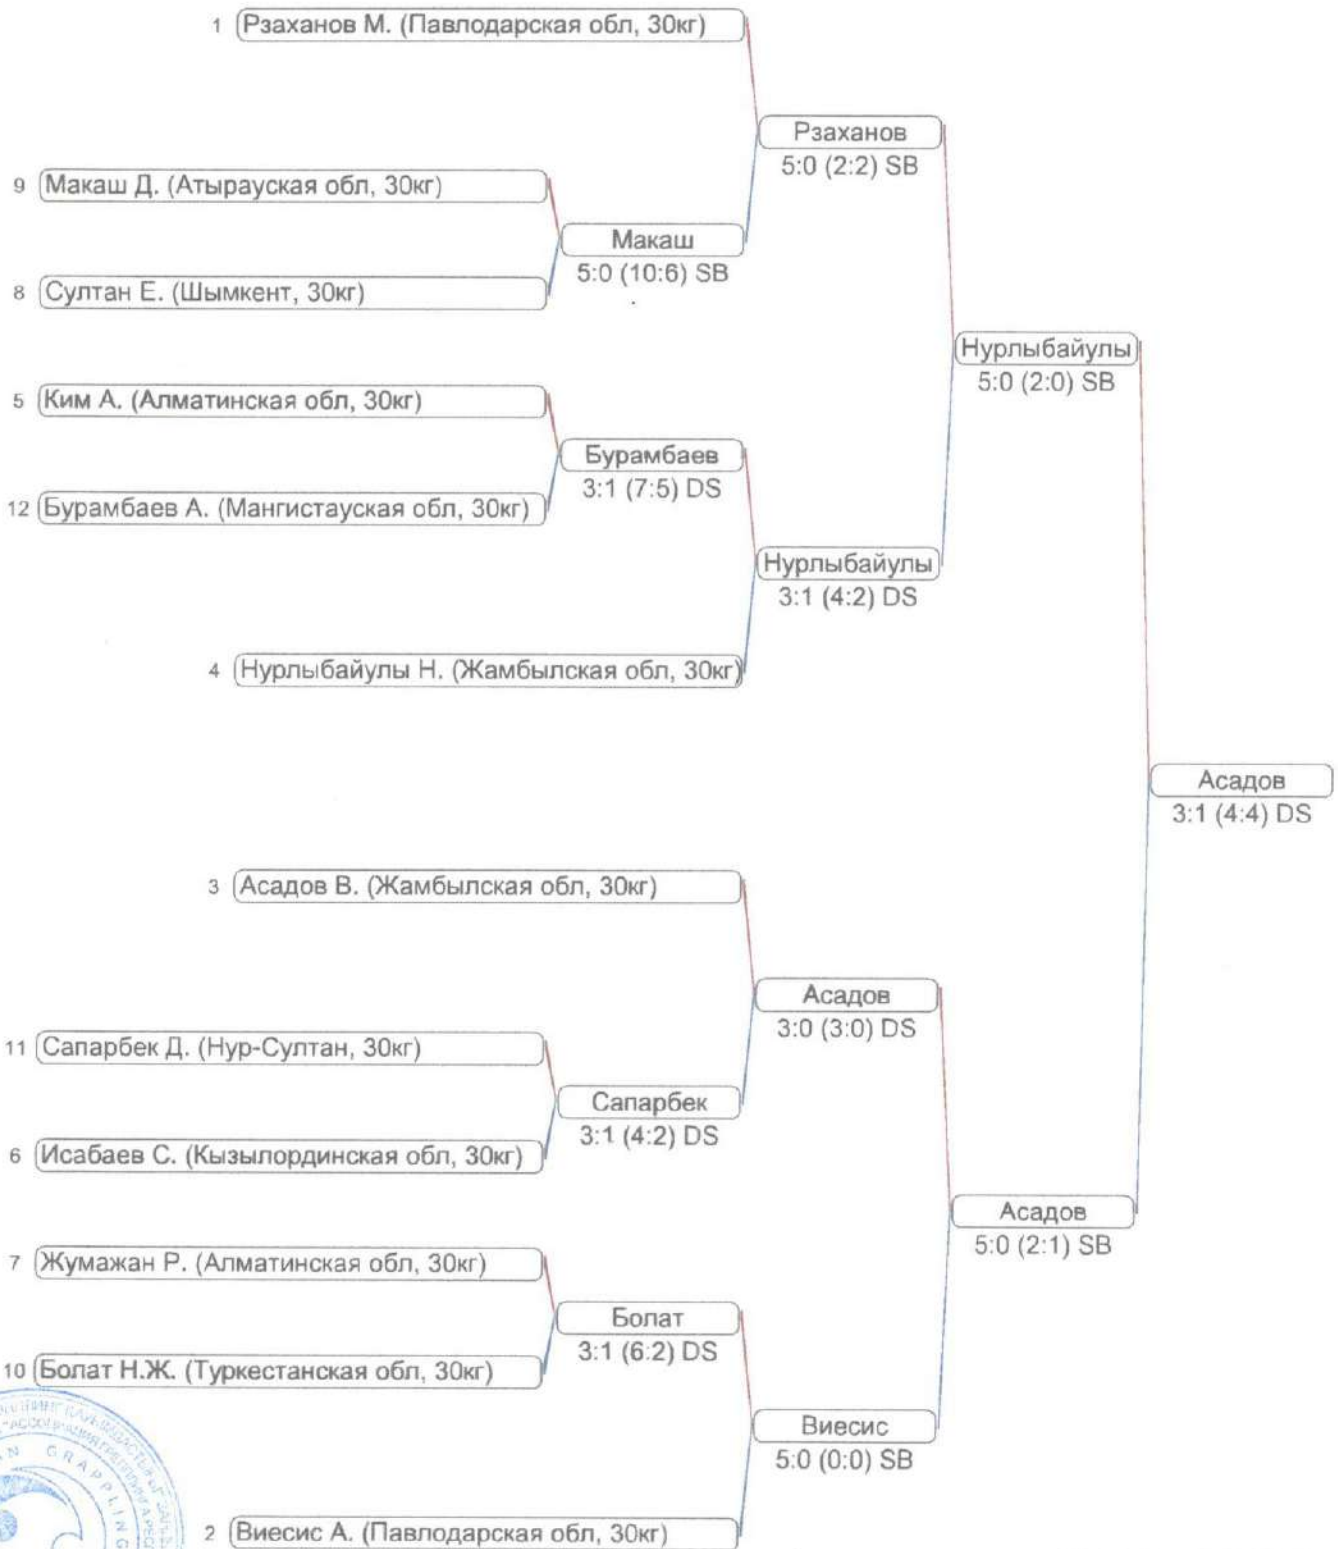 1 Рзаханов М. (Павлодарская обл, 30кг)
Рзаханов
5:0 (2:2) SB
9 Макаш Д. (Атырауская обл, 30кг)
Макаш
5:0 (10:6) SB
8 Султан Е. (Шымкент, 30кг)
Нурлыбайулы
5:0 (2:0) SB
5 Ким А. (Алматинская обл, 30кг)
Бурамбаев
3:1 (7:5) DS
12 Бурамбаев А. (Мангистауская обл, 30кг)
Нурлыбайулы
3:1 (4:2) DS
4 Нурлыбайулы Н. (Жамбылская обл, 30кг)
Асадов
3:1 (4:4) DS
3 Асадов В. (Жамбылская обл, 30кг)
Асадов
3:0 (3:0) DS
11 Сапарбек Д. (Нур-Султан, 30кг)
Сапарбек
3:1 (4:2) DS
6 Исабаев С. (Кызылординская обл, 30кг)
Асадов
5:0 (2:1) SB
7 Жумажан Р. (Алматинская обл, 30кг)
Болат
3:1 (6:2) DS
10 Болат Н.Ж. (Туркестанская обл, 30кг)
Виесис
5:0 (0:0) SB
2 Виесис А. (Павлодарская обл, 30кг)
GRAPPLING